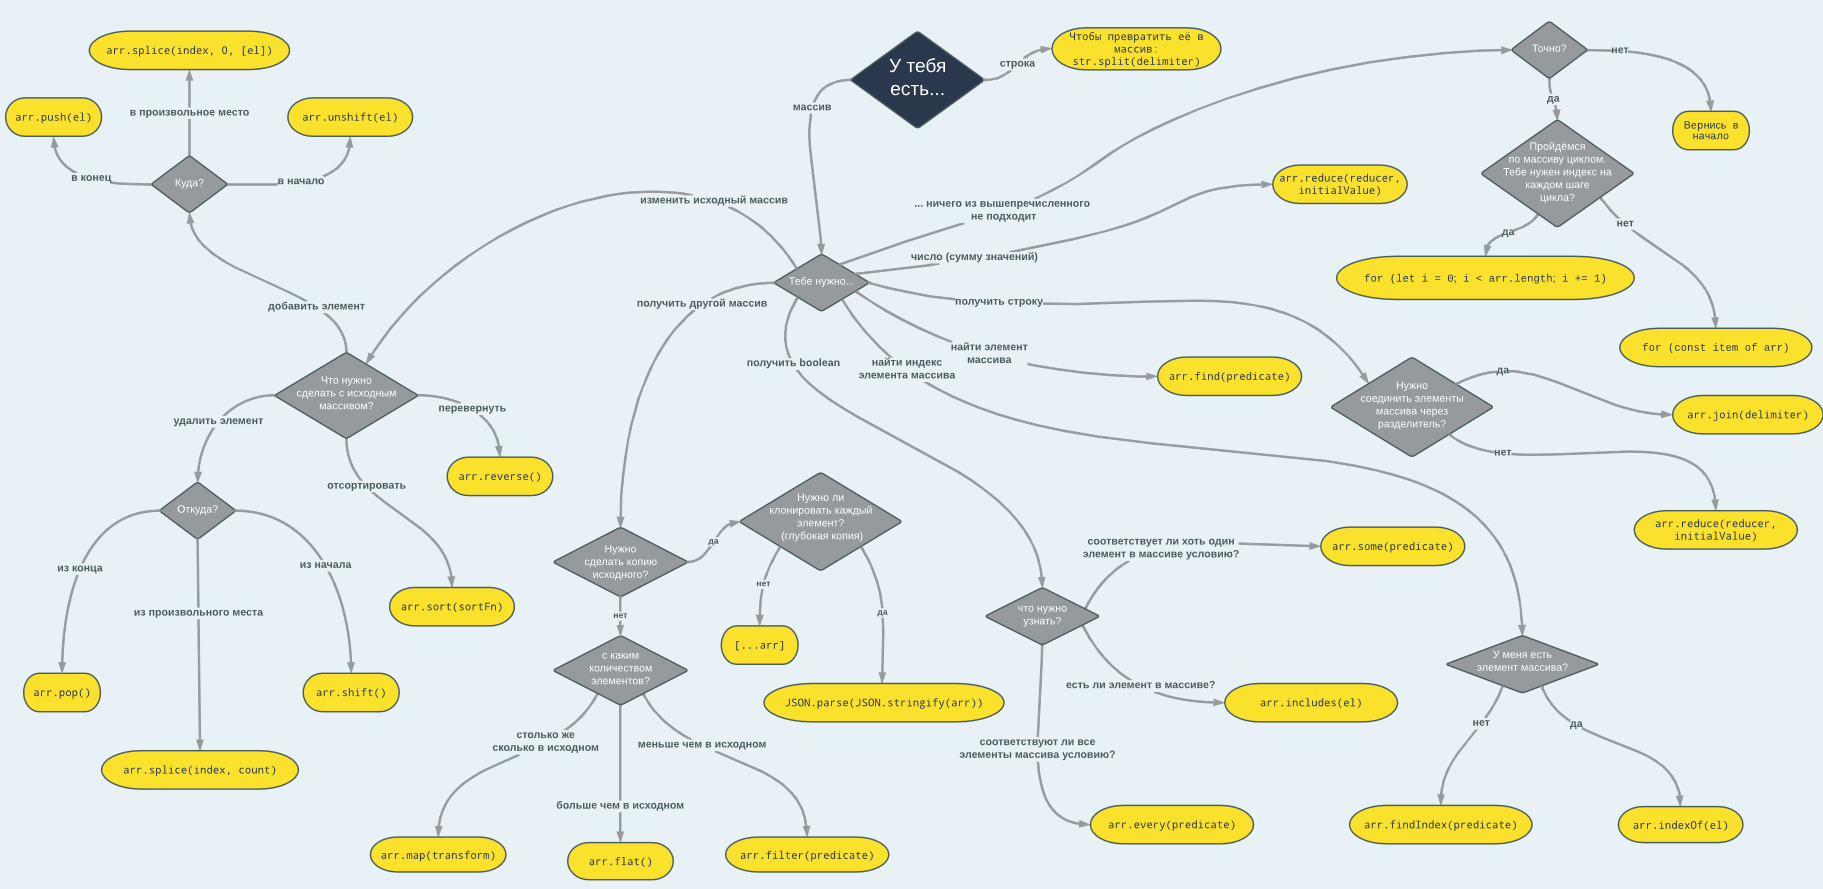 У тебя
есть...
строка
Чтобы превратить её в
массив:
str.split(delimiter)
массив
Тебе нужно...
изменить исходный массив
Что нужно
сделать с исходным
массивом?
добавить элемент
Куда?
в конец
arr.push(el)
в произвольное место
arr.splice(index, 0, [el])
в начало
arr.unshift(el)
удалить элемент
Откуда?
из конца
arr.pop()
из произвольного места
arr.splice(index, count)
из начала
arr.shift()
отсортировать
arr.sort(sortFn)
перевернуть
arr.reverse()
получить другой массив
Нужно
сделать копию
исходного?
да
Нужно ли
клонировать каждый
элемент?
(глубокая копия)
нет
[...arr]
да
JSON.parse(JSON.stringify(arr))
нет
с каким
количеством
элементов?
столько же
сколько в исходном
arr.map(transform)
больше чем в исходном
arr.flat()
меньше чем в исходном
arr.filter(predicate)
получить boolean
что нужно
узнать?
соответствует ли хоть один
элемент в массиве условию?
arr.some(predicate)
есть ли элемент в массиве?
arr.includes(el)
соответствуют ли все
элементы массива условию?
arr.every(predicate)
найти индекс
элемента массива
У меня есть
элемент массива?
нет
arr.findIndex(predicate)
да
arr.indexOf(el)
найти элемент
массива
arr.find(predicate)
получить строку
Нужно
соединить элементы
массива через
разделитель?
да
arr.join(delimiter)
нет
arr.reduce(reducer,
initialValue)
число (сумму значений)
arr.reduce(reducer,
initialValue)
... ничего из вышепречисленного
не подходит
Точно?
нет
Вернись в
начало
да
Пройдёмся
по массиву циклом.
Тебе нужен индекс на
каждом шаге
цикла?
да
for (let i = 0; i < arr.length; i += 1)
нет
for (const item of arr)